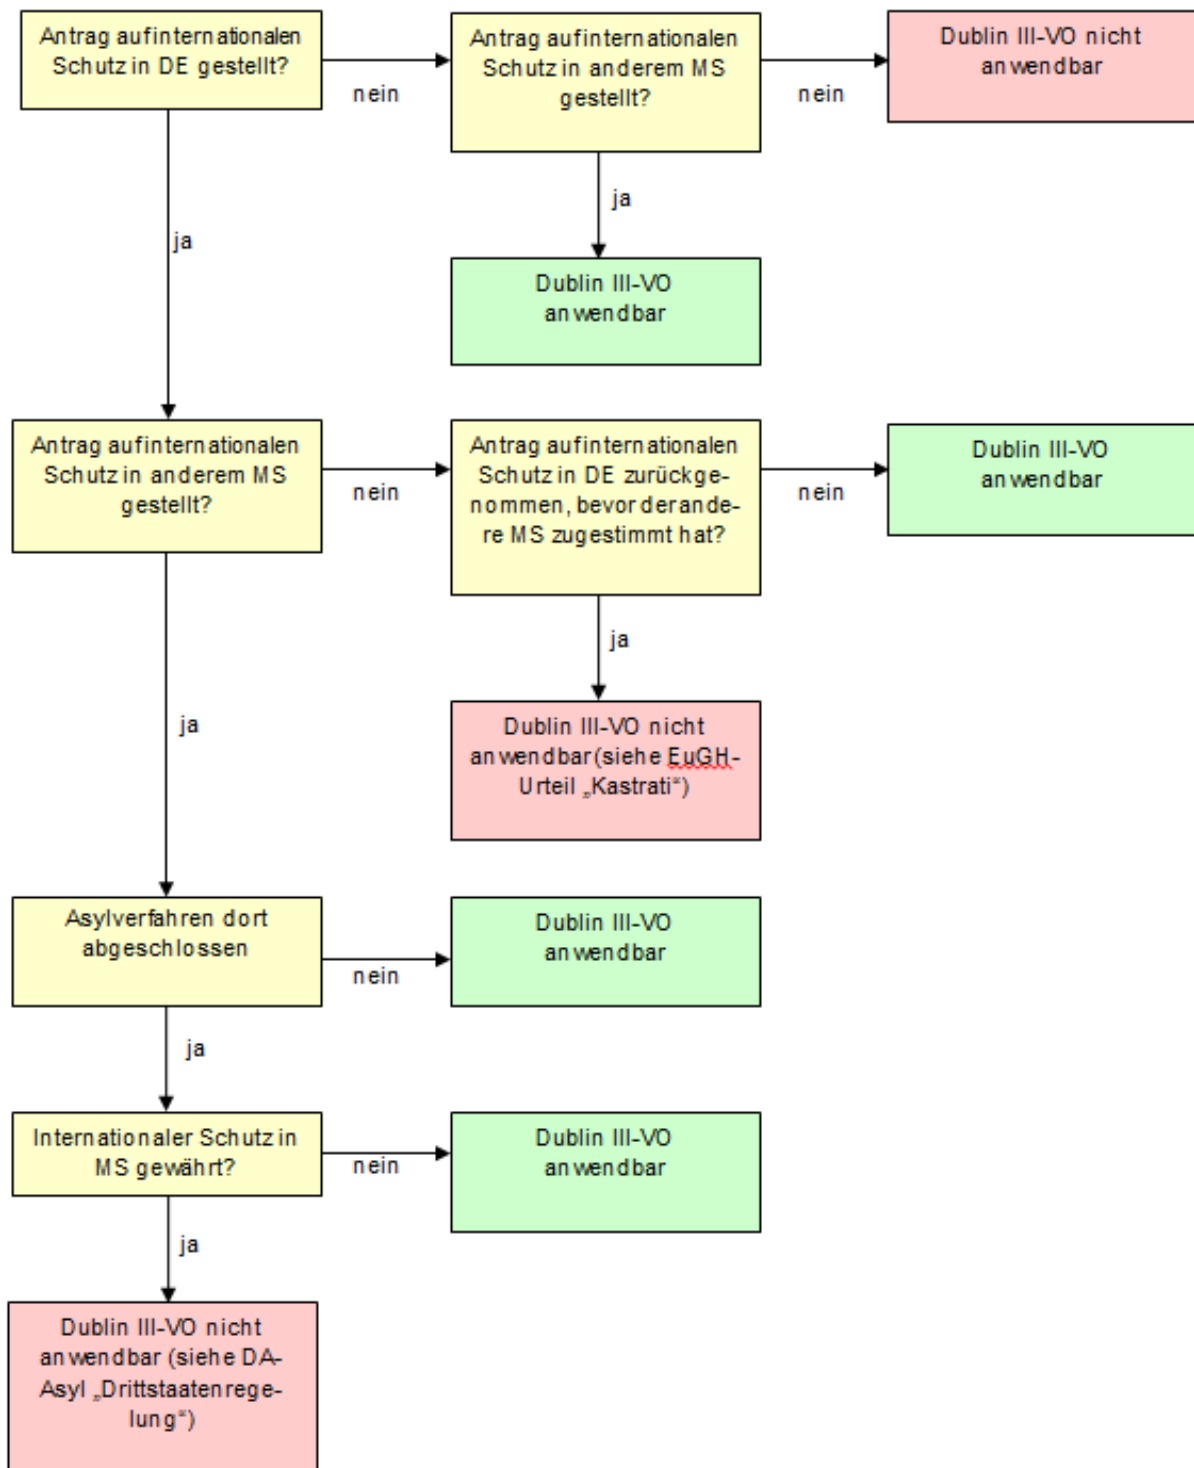 Antrag auf internationalen
Schutz in DE gestellt?
nein
Antrag auf internationalen
Schutz in anderem MS
gestellt?
nein
Dublin III-VO nicht
anwendbar
ja
ja
Dublin III-VO
anwendbar
Antrag auf internationalen
Schutz in anderem MS
gestellt?
nein
Antrag auf internationalen
Schutz in DE zurückge-
nommen, bevor der ande-
re MS zugestimmt hat?
nein
Dublin III-VO
anwendbar
ja
ja
Dublin III-VO nicht
anwendbar (siehe EuGH-
Urteil „Kastrati“)
Asylverfahren dort
abgeschlossen
nein
Dublin III-VO
anwendbar
ja
Internationaler Schutz in
MS gewährt?
nein
Dublin III-VO
anwendbar
ja
Dublin III-VO nicht
anwendbar (siehe DA-
Asyl „Drittstaatenrege-
lung“)